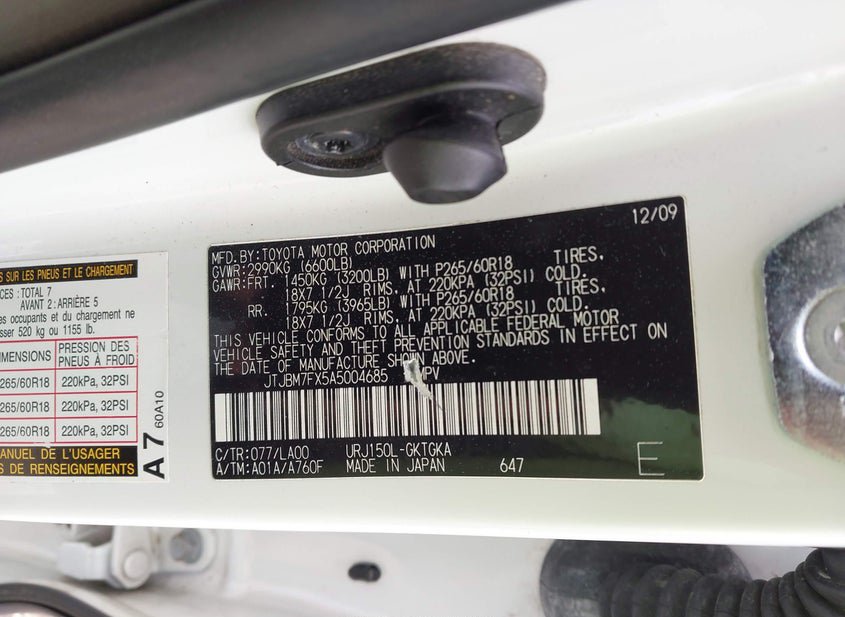 S SUR LES PNEUS ET LE CHARGEMENT
CES : TOTAL 7
AVANT 2 : ARRIÈRE 5
es occupants et du chargement ne
sser 520 kg ou 1155 lb.
IMENSIONS PRESSION DES PNEUS À FROID
265/60R18 220kPa, 32PSI
265/60R18 220kPa, 32PSI
265/60R18 220kPa, 32PSI
ANUEL DE L'USAGER
S DE RENSEIGNEMENTS
A 7 60A10
12/09
MFD.BY:TOYOTA MOTOR CORPORATION
GVWR:2990KG (6600LB)
GAWR:FRT. 1450KG (3200LB) WITH P265/60R18 TIRES,
18X7 1/2J RIMS, AT 220KPA (32PSI) COLD.
RR. 1795KG (3965LB) WITH P265/60R18 TIRES,
18X7 1/2J RIMS, AT 220KPA (32PSI) COLD.
THIS VEHICLE CONFORMS TO ALL APPLICABLE FEDERAL MOTOR
VEHICLE SAFETY AND THEFT PREVENTION STANDARDS IN EFFECT ON
THE DATE OF MANUFACTURE SHOWN ABOVE.
JTJBM7FX5A5004685 MPV
C/TR:077/LA00 URJ150L-GKTGKA
A/TM:A01A/A760F MADE IN JAPAN 647 E